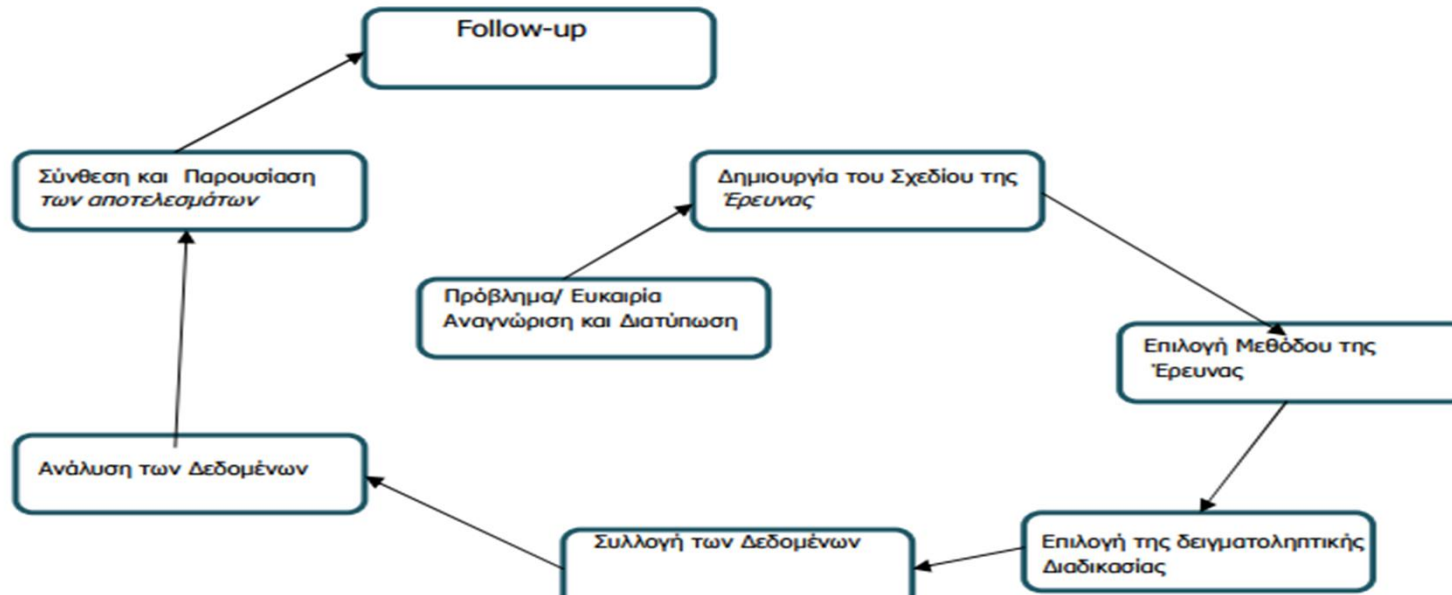 Follow-up
Σύνθεση και Παρουσίαση
των αποτελεσμάτων
Δημιουργία του Σχεδίου της
Έρευνας
Πρόβλημα/ Ευκαιρία
Αναγνώριση και Διατύπωση
Επιλογή Μεθόδου της
Έρευνας
Ανάλυση των Δεδομένων
Συλλογή των Δεδομένων
Επιλογή της δειγματοληπτικής
Διαδικασίας